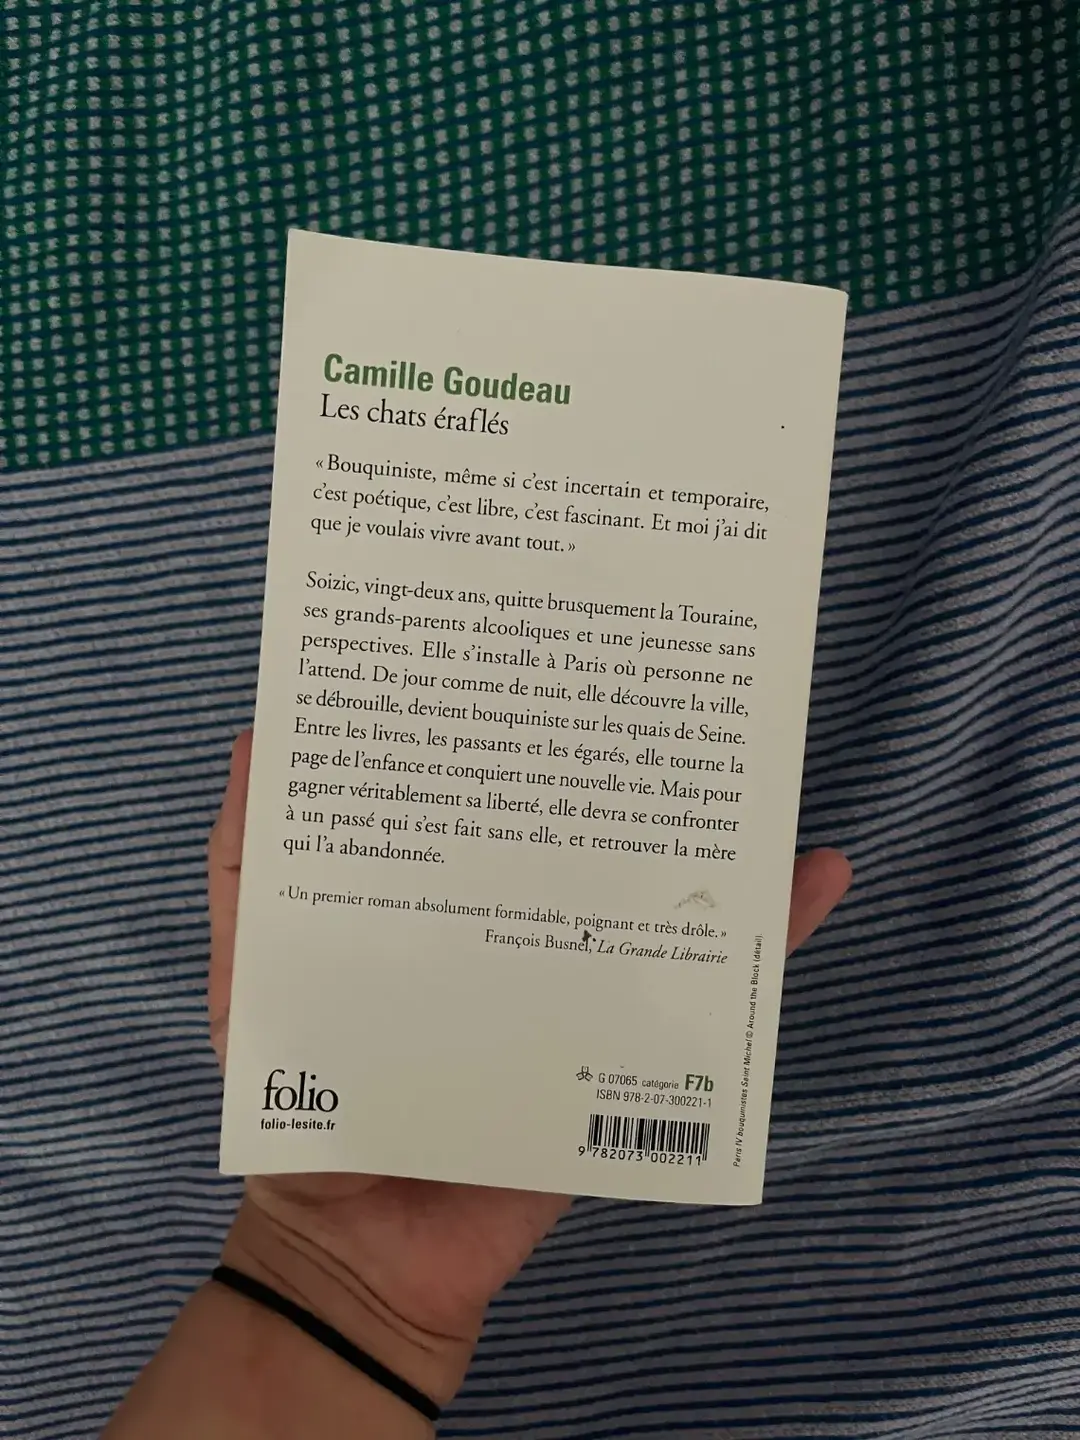 Camille Goudeau
Les chats éraflés
« Bouquiniste, même si c'est incertain et temporaire,
c'est poétique, c'est libre, c'est fascinant. Et moi j'ai dit
que je voulais vivre avant tout. »
Soizic, vingt-deux ans, quitte brusquement la Touraine,
ses grands-parents alcooliques et une jeunesse sans
perspectives. Elle s'installe à Paris où personne ne
l'attend. De jour comme de nuit, elle découvre la ville,
se débrouille, devient bouquiniste sur les quais de Seine.
Entre les livres, les passants et les égarés, elle tourne la
page de l'enfance et conquiert une nouvelle vie. Mais pour
gagner véritablement sa liberté, elle devra se confronter
à un passé qui s'est fait sans elle, et retrouver la mère
qui l'a abandonnée.
« Un premier roman absolument formidable, poignant et très drôle. »
François Busnel, La Grande Librairie
folio
folio-lesite.fr
G 07065 catégorie F7b
ISBN 978-2-07-300221-1
9 782073 002211
Paris IV bouquinistes Saint Michel © Around the Block (détail).